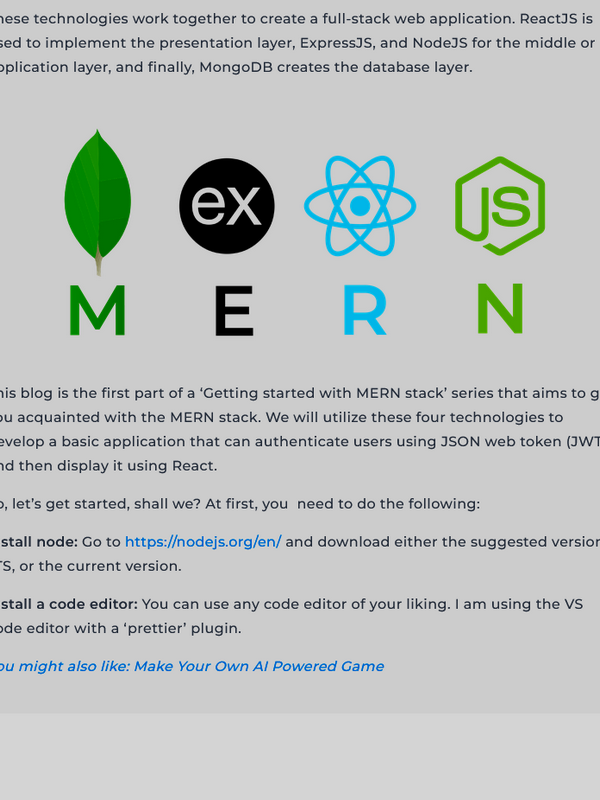 hese technologies work together to create a full-stack web application. ReactJS is
sed to implement the presentation layer, ExpressJS, and NodeJS for the middle or
pplication layer, and finally, MongoDB creates the database layer.
ex
JS
M E R N
his blog is the first part of a ‘Getting started with MERN stack’ series that aims to g
ou acquainted with the MERN stack. We will utilize these four technologies to
evelop a basic application that can authenticate users using JSON web token (JWT
nd then display it using React.
o, let’s get started, shall we? At first, you  need to do the following:
stall node: Go to https://nodejs.org/en/ and download either the suggested version
TS, or the current version.
stall a code editor: You can use any code editor of your liking. I am using the VS
ode editor with a ‘prettier’ plugin.
ou might also like: Make Your Own AI Powered Game